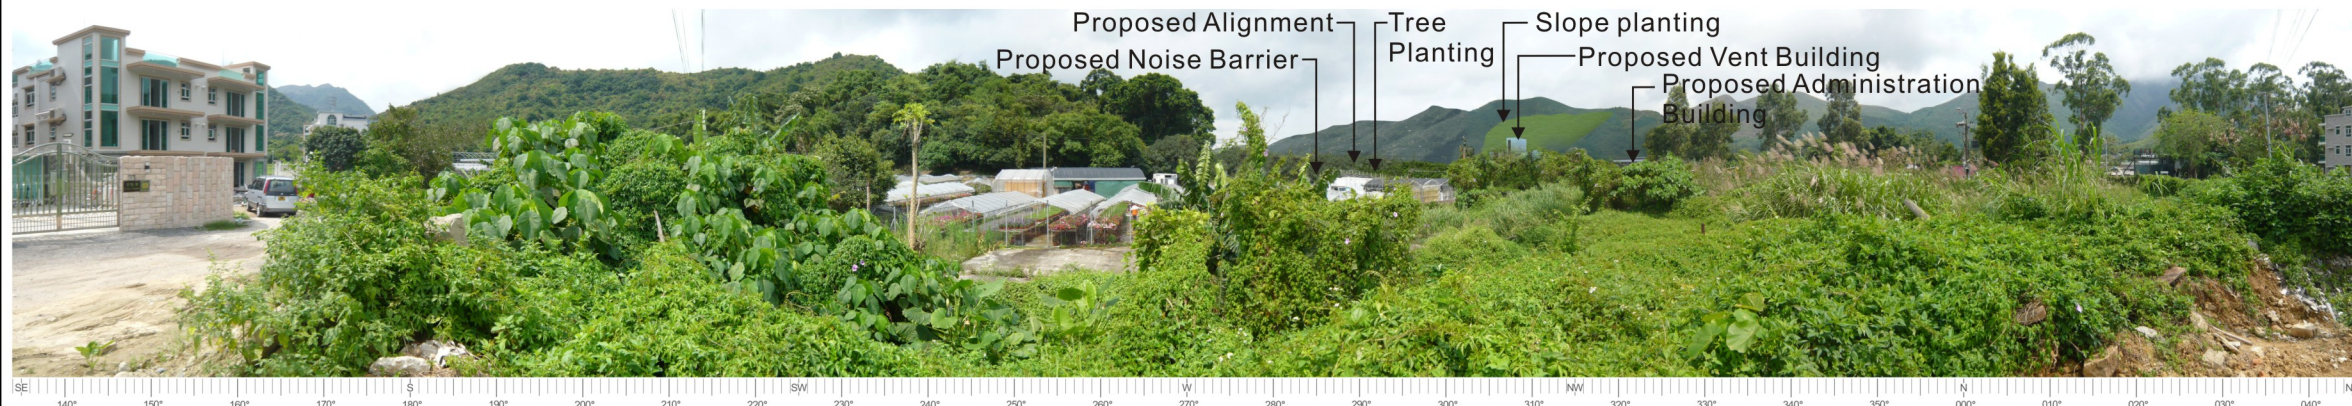 Proposed Alignment
Tree
Planting
Slope planting
Proposed Noise Barrier
Proposed Vent Building
Proposed Administration
Building
SE
S
SW
W
NW
N
140°
150°
160°
170°
180°
190°
200°
210°
220°
230°
240°
250°
260°
270°
280°
290°
300°
310°
320°
330°
340°
350°
000°
010°
020°
030°
040°